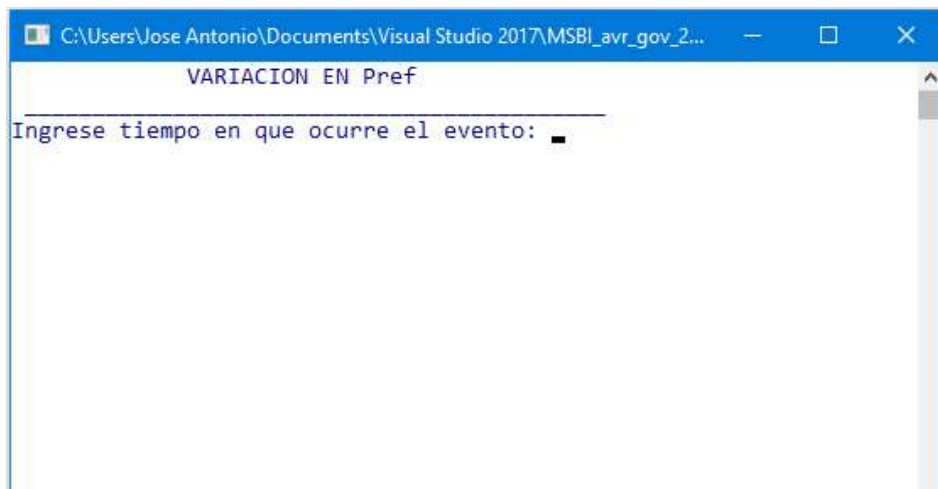 C:\Users\Jose Antonio\Documents\Visual Studio 2017\MSBI_avr_gov_2...
VARIACION EN Pref
Ingrese tiempo en que ocurre el evento: